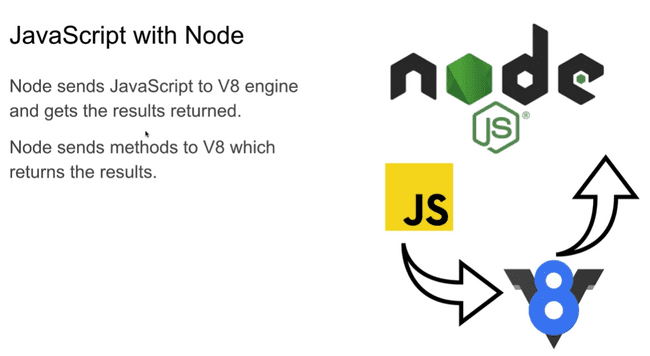 JavaScript with Node
Node sends JavaScript to V8 engine
and gets the results returned.
Node sends methods to V8 which
returns the results.
node
JS®
JS
V8